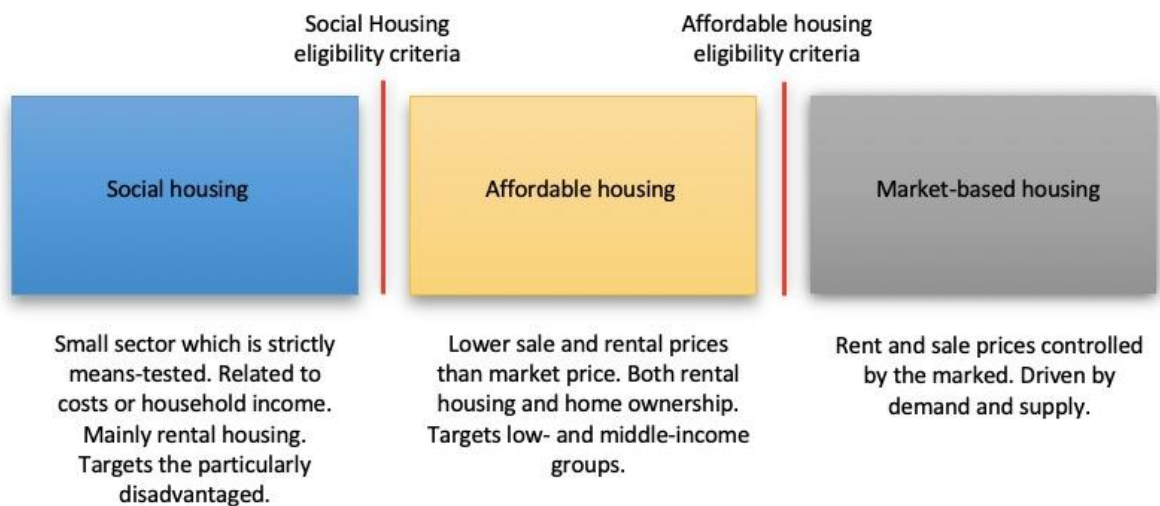 Social Housing
eligibility criteria
Affordable housing
eligibility criteria
Social housing
Affordable housing
Market-based housing
Small sector which is strictly
means-tested. Related to
costs or household income.
Mainly rental housing.
Targets the particularly
disadvantaged.
Lower sale and rental prices
than market price. Both rental
housing and home ownership.
Targets low- and middle-income
groups.
Rent and sale prices controlled
by the marked. Driven by
demand and supply.